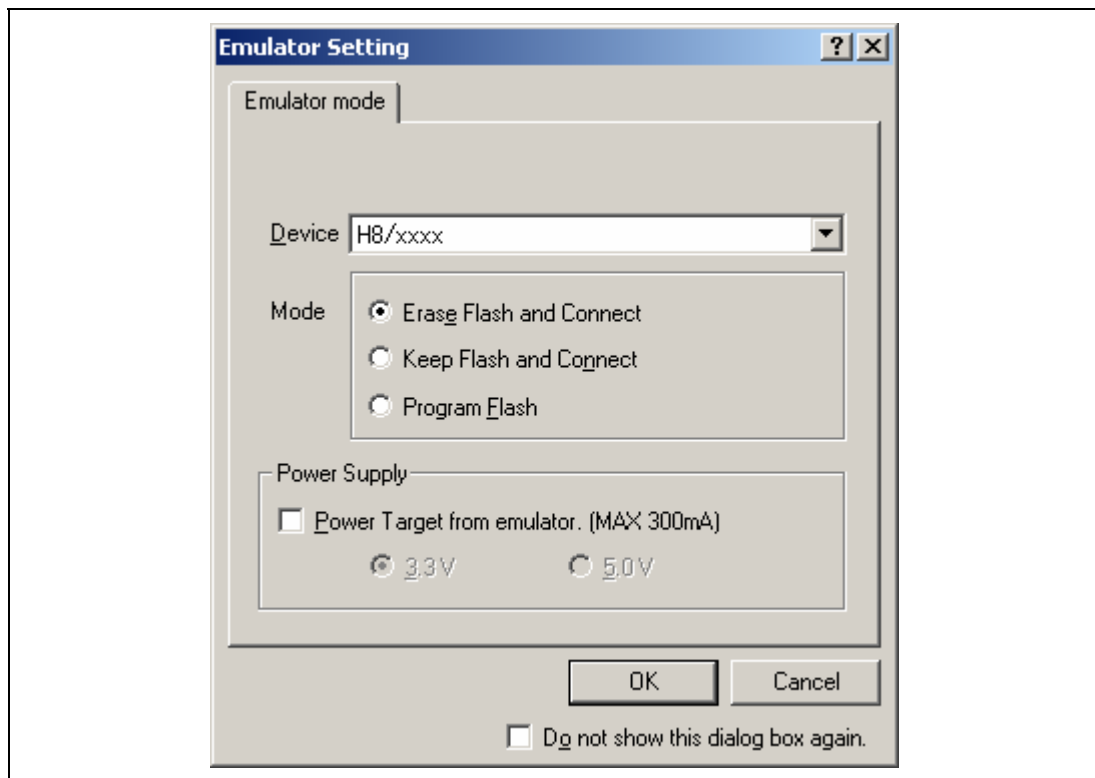 Emulator Setting
Emulator mode
Device H8/xxxx
Mode
Erase Flash and Connect
Keep Flash and Connect
Program Flash
Power Supply
Power Target from emulator. (MAX 300mA)
3.3V 5.0V
OK Cancel
Do not show this dialog box again.